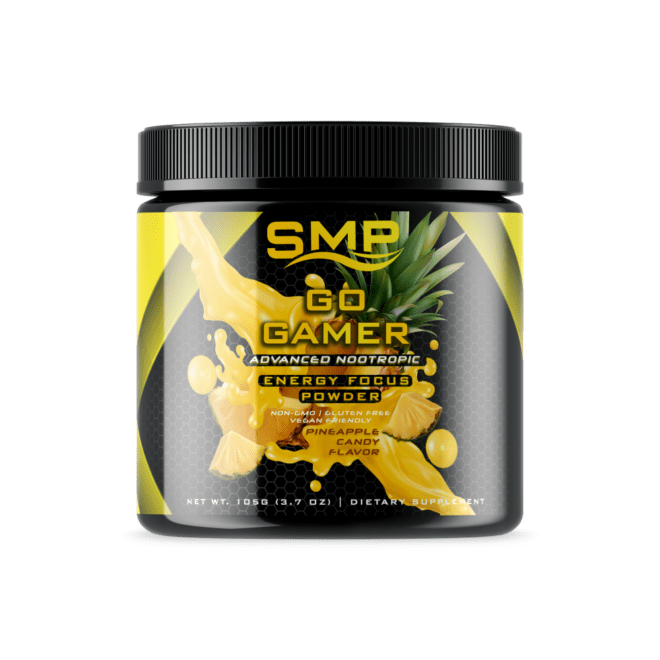 SMP
GO
GAMER
ADVANCED NOOTROPIC
ENERGY FOCUS
POWDER
NON-GMO | GLUTEN FREE
VEGAN FRIENDLY
PINEAPPLE
CANDY
FLAVOR
NET WT. 105G (3.7 OZ) | DIETARY SUPPLEMENT